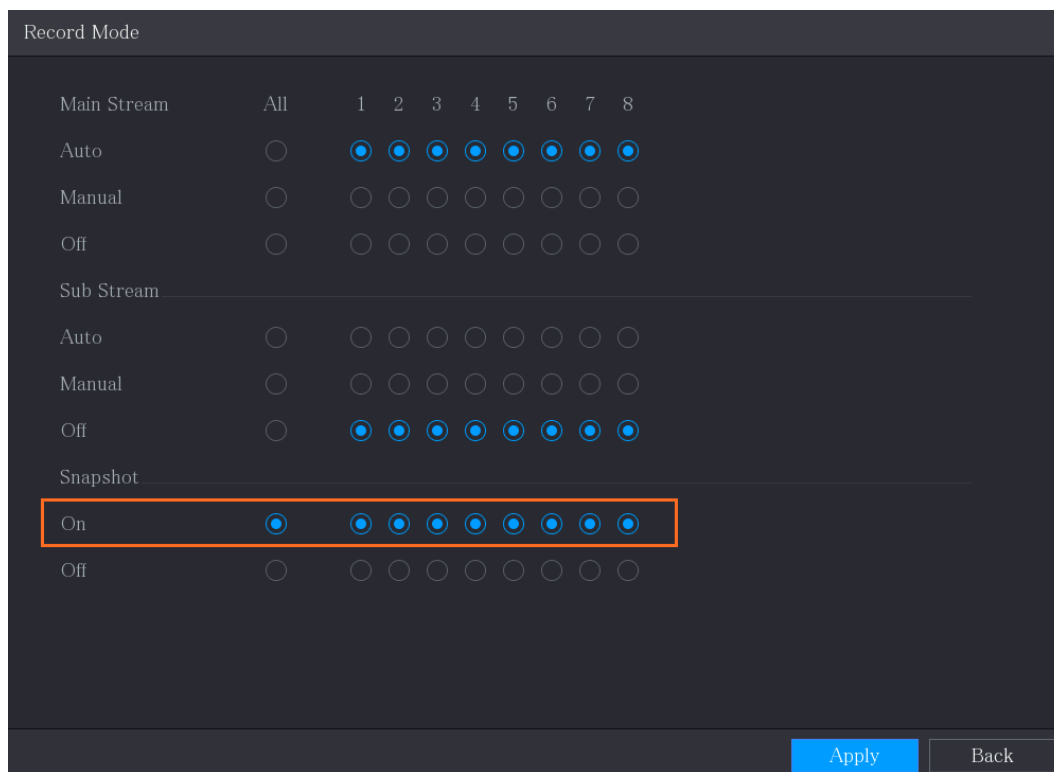 Record Mode
Main Stream All 1 2 3 4 5 6 7 8
Auto
Manual
Off
Sub Stream
Auto
Manual
Off
Snapshot
On
Off
Apply Back